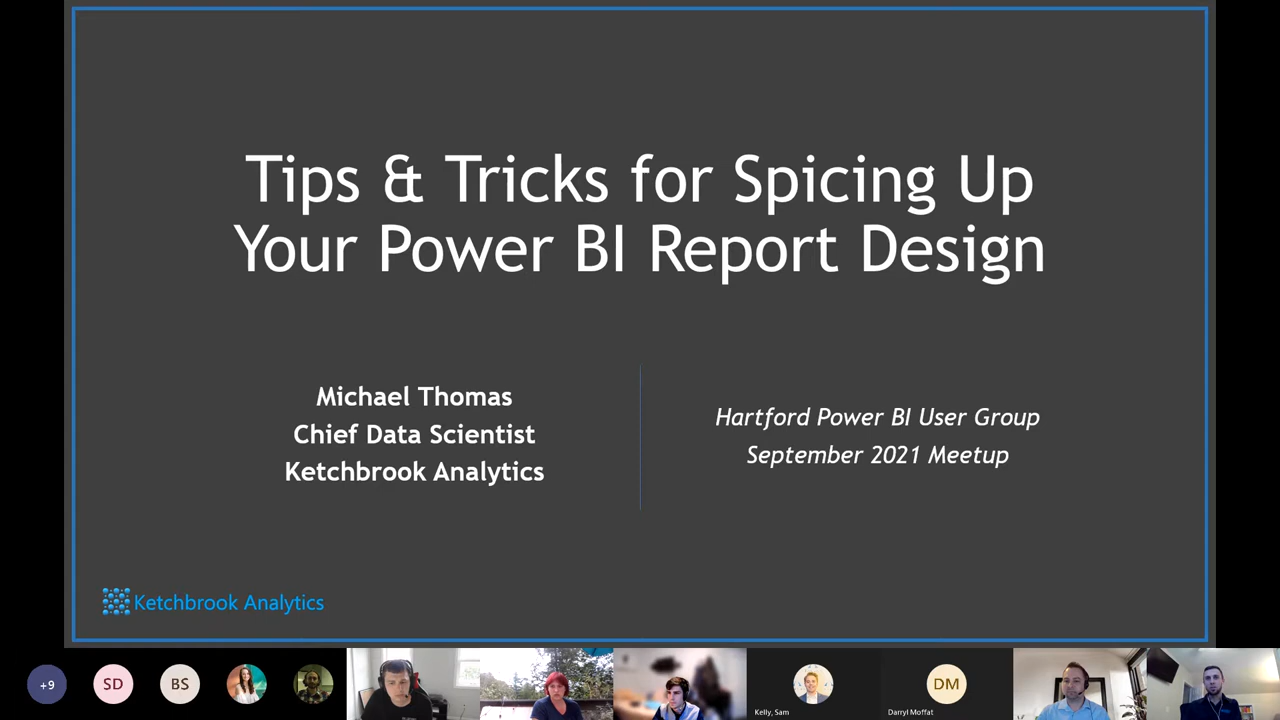 Tips & Tricks for Spicing Up
Your Power BI Report Design
Michael Thomas
Chief Data Scientist
Ketchbrook Analytics
Hartford Power BI User Group
September 2021 Meetup
Ketchbrook Analytics
+9
SD
BS
Kelly, Sam
DM
Darryl Moffat